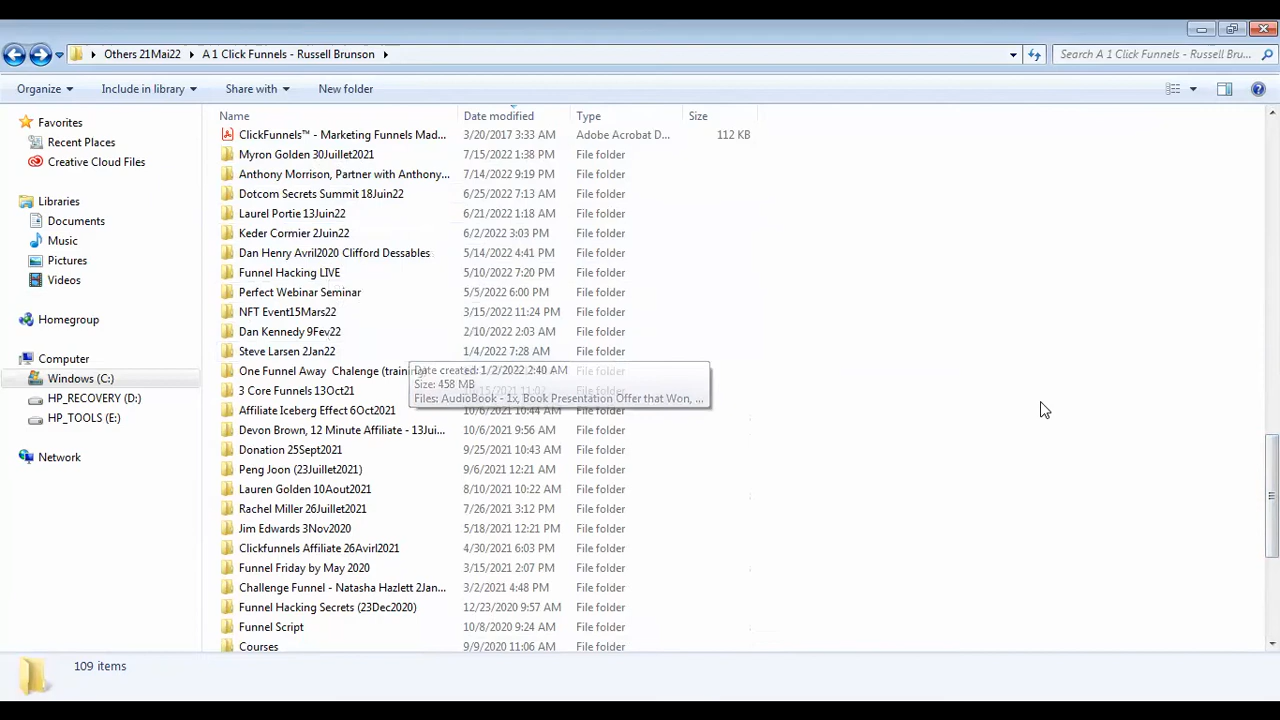 Others 21Mai22 A 1 Click Funnels - Russell Brunson Search A 1 Click Funnels - Russell Bru...
Organize Include in library Share with New folder
Name Date modified Type Size
Favorites
Recent Places
Creative Cloud Files
Libraries
Documents
Music
Pictures
Videos
Homegroup
Computer
Windows (C:)
HP_RECOVERY (D:)
HP_TOOLS (E:)
Network
ClickFunnels™ - Marketing Funnels Mad... 3/20/2017 3:33 AM Adobe Acrobat D... 112 KB
Myron Golden 30Juillet2021 7/15/2022 1:38 PM File folder
Anthony Morrison, Partner with Anthony... 7/14/2022 9:19 PM File folder
Dotcom Secrets Summit 18Juin22 6/25/2022 7:13 AM File folder
Laurel Portie 13Juin22 6/21/2022 1:18 AM File folder
Keder Cormier 2Juin22 6/2/2022 3:03 PM File folder
Dan Henry Avril2020 Clifford Dessables 5/14/2022 4:41 PM File folder
Funnel Hacking LIVE 5/10/2022 7:20 PM File folder
Perfect Webinar Seminar 5/5/2022 6:00 PM File folder
NFT Event15Mars22 3/15/2022 11:24 PM File folder
Dan Kennedy 9Fev22 2/10/2022 2:03 AM File folder
Steve Larsen 2Jan22 1/4/2022 7:28 AM File folder
One Funnel Away Chalenge (train File folder
Date created: 1/2/2022 2:40 AM
Size: 458 MB
Files: AudioBook - 1x, Book Presentation Offer that Won, ...
3 Core Funnels 13Oct21 File folder
Affiliate Iceberg Effect 6Oct2021 10/6/2021 10:44 AM File folder
Devon Brown, 12 Minute Affiliate - 13Jui... 10/6/2021 9:56 AM File folder
Donation 25Sept2021 9/25/2021 10:43 AM File folder
Peng Joon (23Juillet2021) 9/6/2021 12:21 AM File folder
Lauren Golden 10Aout2021 8/10/2021 10:22 AM File folder
Rachel Miller 26Juillet2021 7/26/2021 3:12 PM File folder
Jim Edwards 3Nov2020 5/18/2021 12:21 PM File folder
Clickfunnels Affiliate 26Avirl2021 4/30/2021 6:03 PM File folder
Funnel Friday by May 2020 3/15/2021 2:07 PM File folder
Challenge Funnel - Natasha Hazlett 2Jan... 3/2/2021 4:48 PM File folder
Funnel Hacking Secrets (23Dec2020) 12/23/2020 9:57 AM File folder
Funnel Script 10/8/2020 9:24 AM File folder
Courses 9/9/2020 11:06 AM File folder
109 items